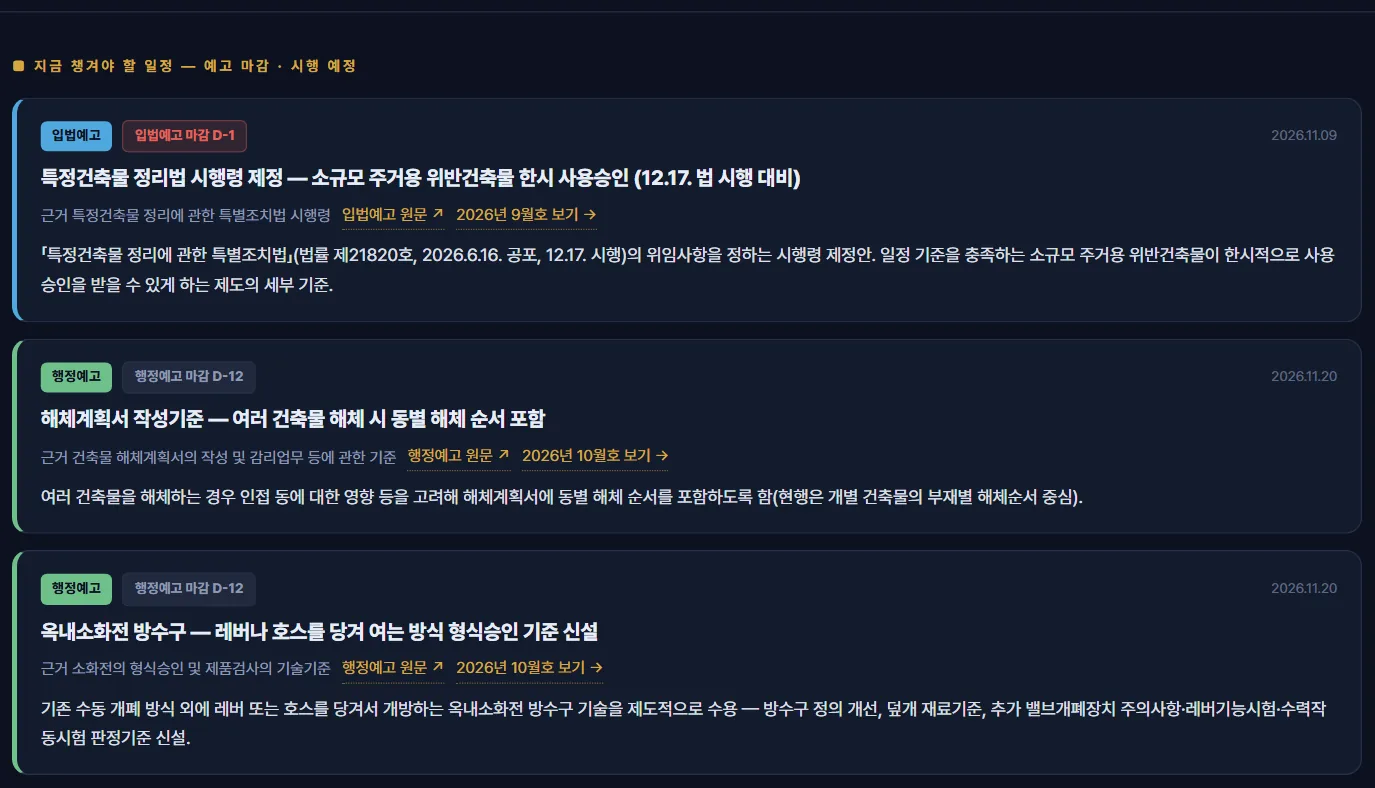 지금 챙겨야 할 일정 — 예고 마감 · 시행 예정
입법예고 입법예고 마감 D-1 2026.11.09
특정건축물 정리법 시행령 제정 — 소규모 주거용 위반건축물 한시 사용승인 (12.17. 법 시행 대비)
근거 특정건축물 정리에 관한 특별조치법 시행령 입법예고 원문 ↗ 2026년 9월호 보기 →
「특정건축물 정리에 관한 특별조치법」(법률 제21820호, 2026.6.16. 공포, 12.17. 시행)의 위임사항을 정하는 시행령 제정안. 일정 기준을 충족하는 소규모 주거용 위반건축물이 한시적으로 사용
승인을 받을 수 있게 하는 제도의 세부 기준.
행정예고 행정예고 마감 D-12 2026.11.20
해체계획서 작성기준 — 여러 건축물 해체 시 동별 해체 순서 포함
근거 건축물 해체계획서의 작성 및 감리업무 등에 관한 기준 행정예고 원문 ↗ 2026년 10월호 보기 →
여러 건축물을 해체하는 경우 인접 동에 대한 영향 등을 고려해 해체계획서에 동별 해체 순서를 포함하도록 함(현행은 개별 건축물의 부재별 해체순서 중심).
행정예고 행정예고 마감 D-12 2026.11.20
옥내소화전 방수구 — 레버나 호스를 당겨 여는 방식 형식승인 기준 신설
근거 소화전의 형식승인 및 제품검사의 기술기준 행정예고 원문 ↗ 2026년 10월호 보기 →
기존 수동 개폐 방식 외에 레버 또는 호스를 당겨서 개방하는 옥내소화전 방수구 기술을 제도적으로 수용 — 방수구 정의 개선, 덮개 재료기준, 추가 밸브개폐장치 주의사항·레버기능시험·수력작
동시험 판정기준 신설.